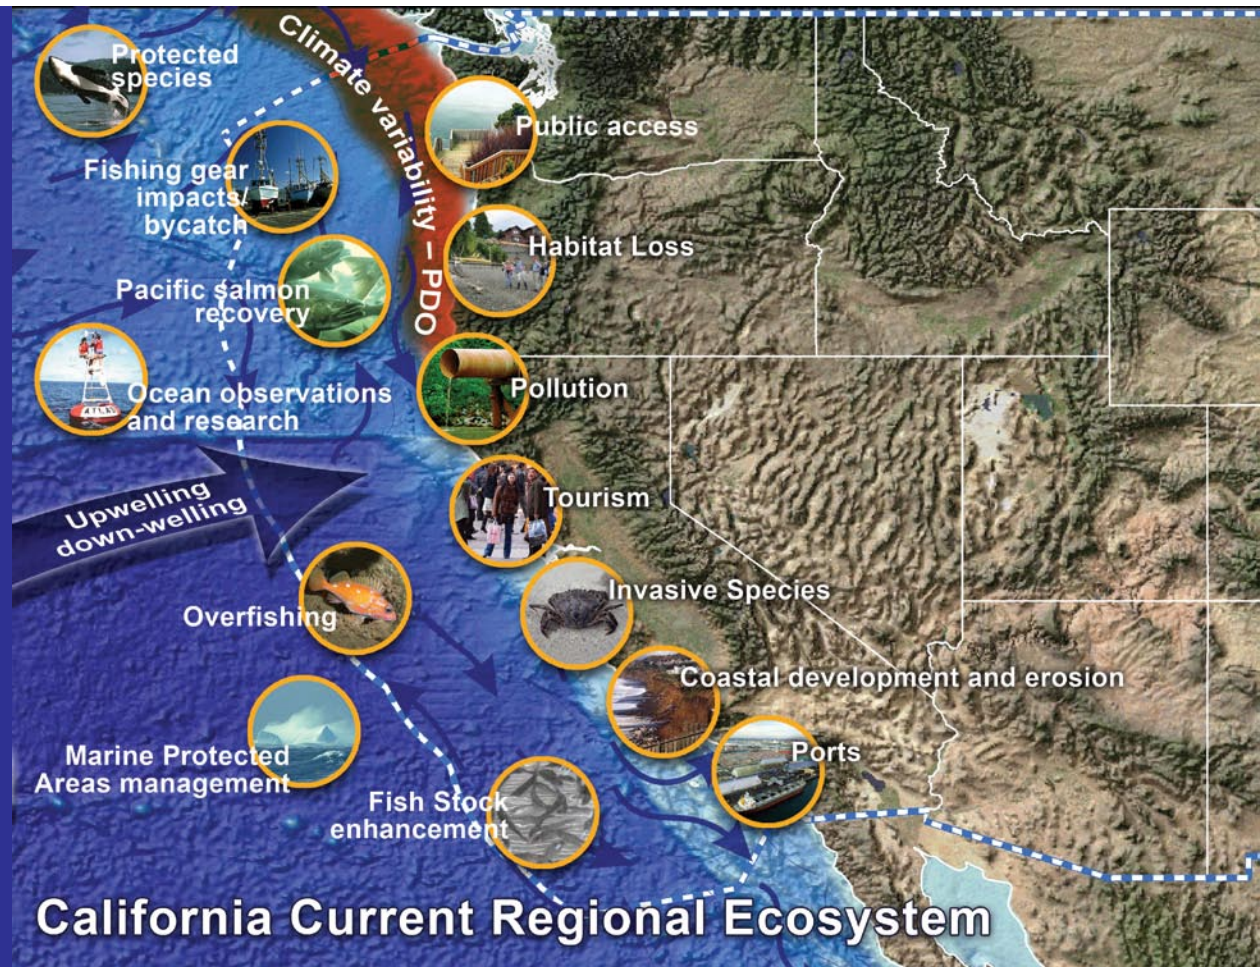 Protected
species
Climate variability – PDO
Public access
Fishing gear
impacts/
bycatch
Habitat Loss
Pacific salmon
recovery
Pollution
Ocean observations
and research
ATLAS
Upwelling
down-welling
Tourism
Invasive Species
Overfishing
Coastal development and erosion
Marine Protected
Areas management
Ports
Fish Stock
enhancement
California Current Regional Ecosystem